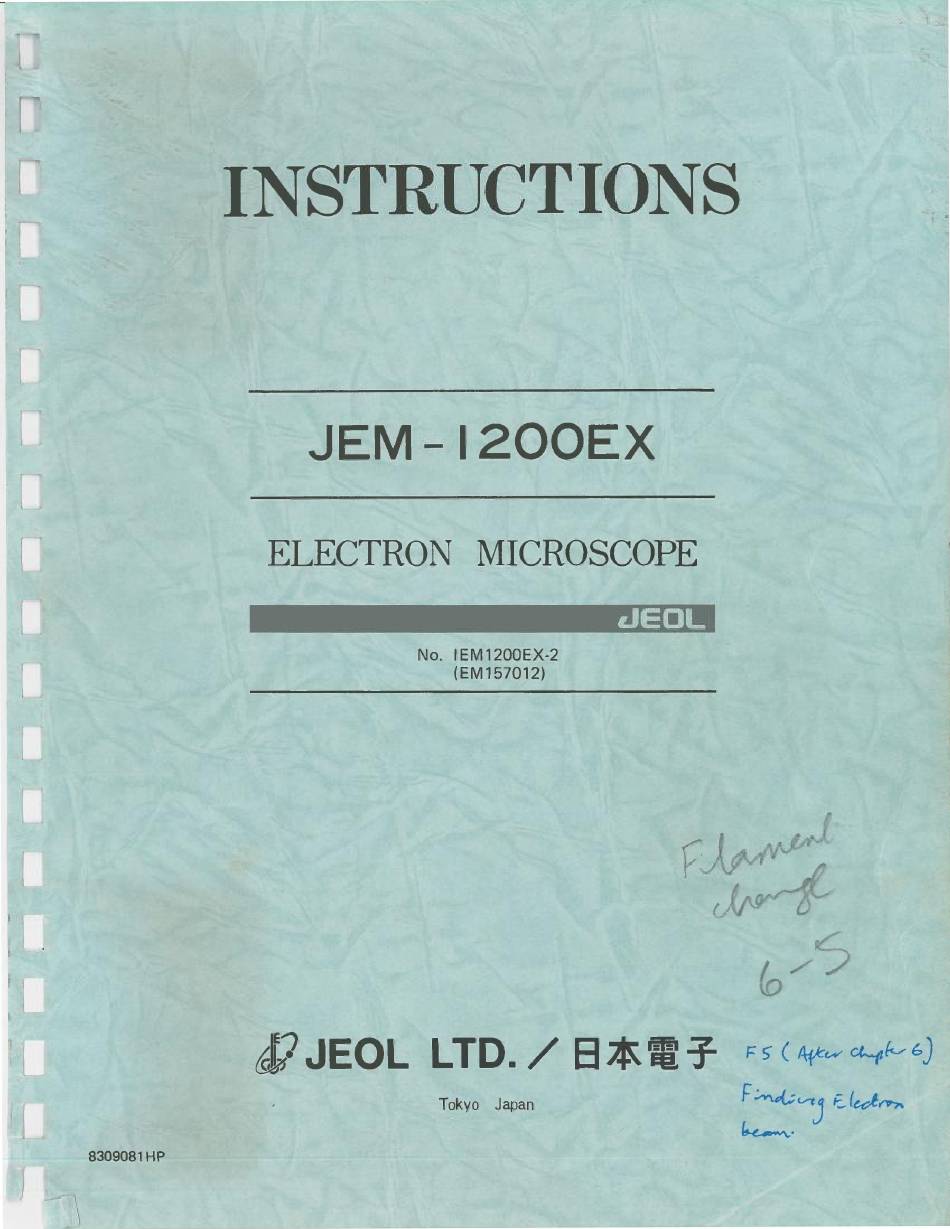 INSTRUCTIONS
JEM-1200EX
ELECTRON MICROSCOPE
JEOL
No. IEM1200EX-2
(EM157012)
Filament
change
6-5
JEOL LTD. / 日本電子
Tokyo Japan
F5 (After chapter 6)
Finding Electron
beam.
8309081HP